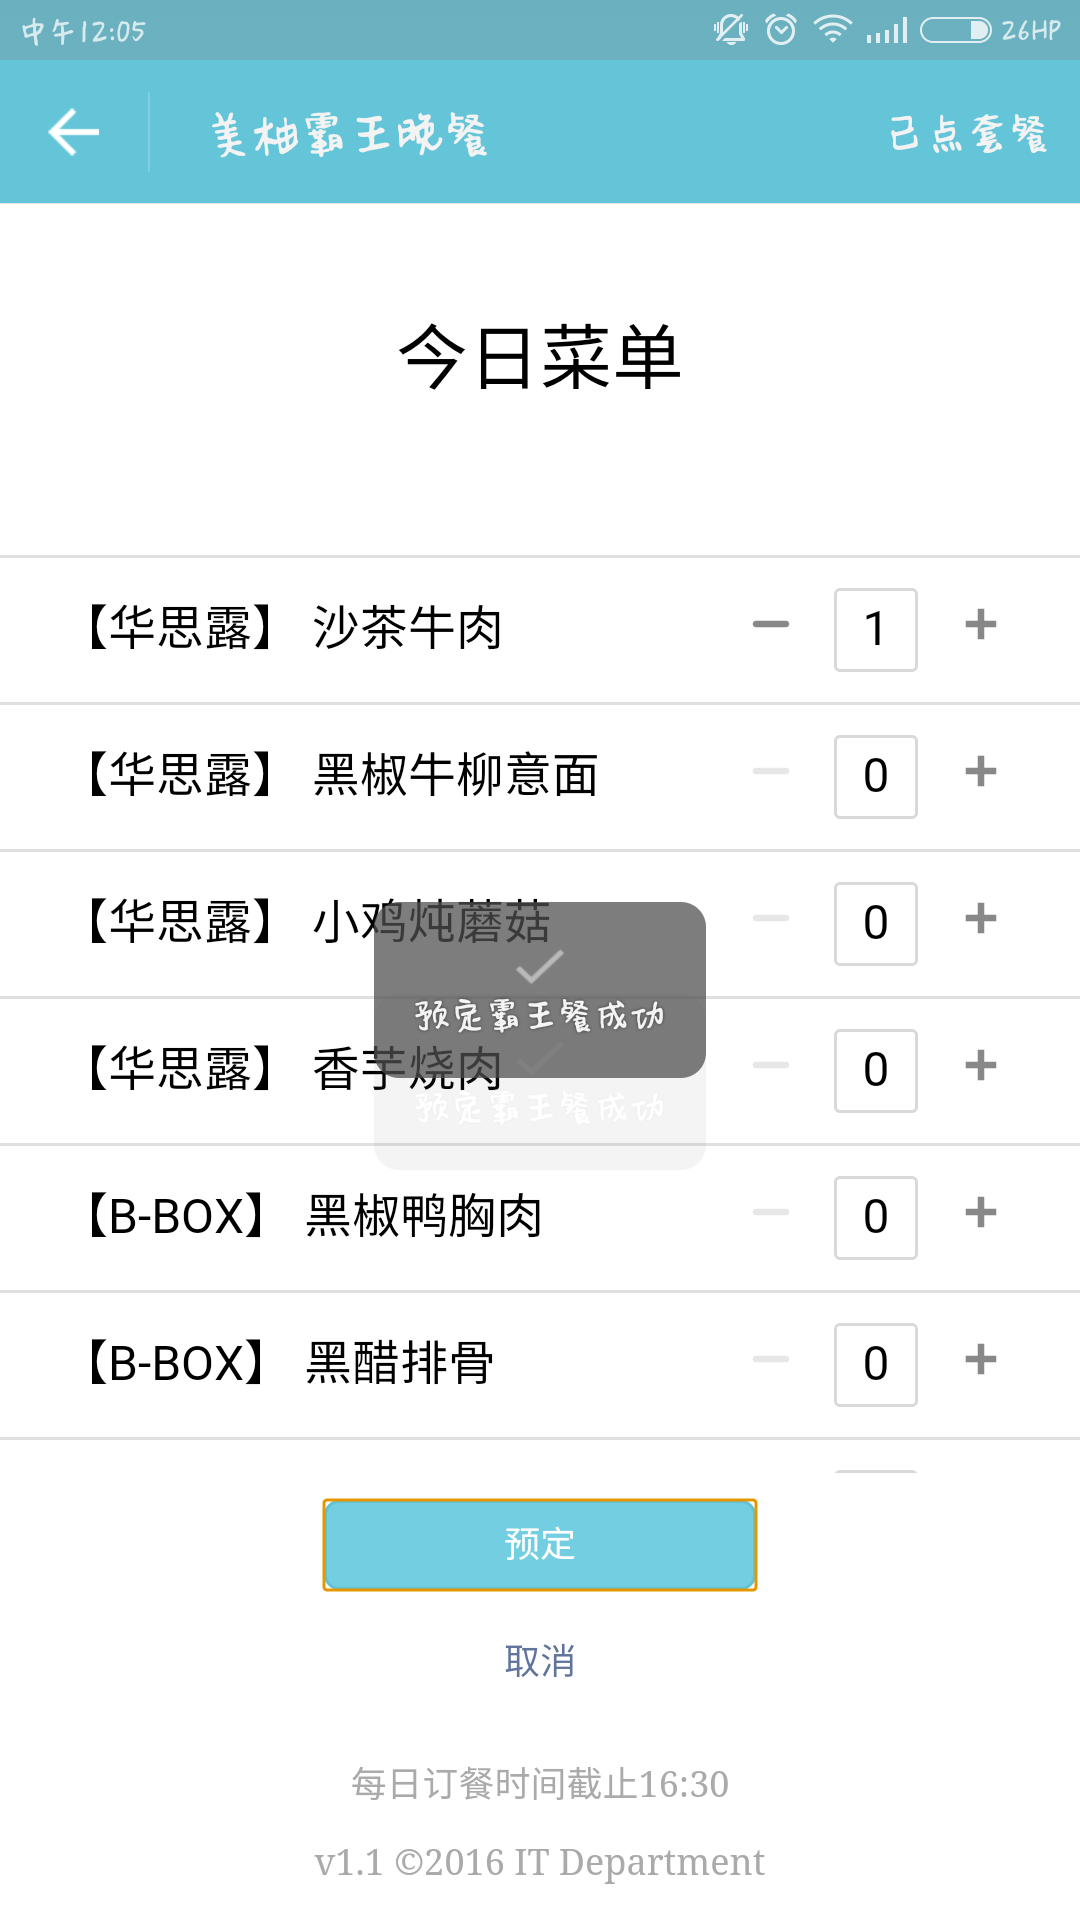 中午12:05 26HP
美柚霸王晚餐 已点套餐
今日菜单
【华思露】 沙茶牛肉 1
【华思露】 黑椒牛柳意面 0
【华思露】 小鸡炖蘑菇 0
预定霸王餐成功
【华思露】 香芋烧肉 0
预定霸王餐成功
【B-BOX】 黑椒鸭胸肉 0
【B-BOX】 黑醋排骨 0
预定
取消
每日订餐时间截止16:30
v1.1 ©2016 IT Department